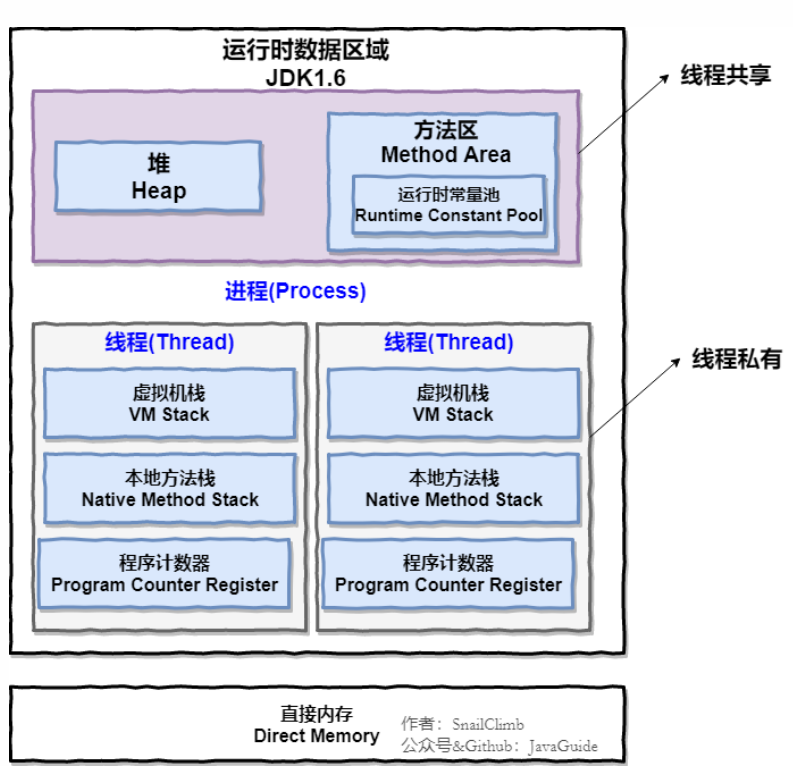 运行时数据区域
JDK1.6
线程共享
堆
Heap
方法区
Method Area
运行时常量池
Runtime Constant Pool
进程(Process)
线程(Thread)
虚拟机栈
VM Stack
本地方法栈
Native Method Stack
程序计数器
Program Counter Register
线程(Thread)
虚拟机栈
VM Stack
本地方法栈
Native Method Stack
程序计数器
Program Counter Register
线程私有
直接内存
Direct Memory
作者：SnailClimb
公众号&Github：JavaGuide